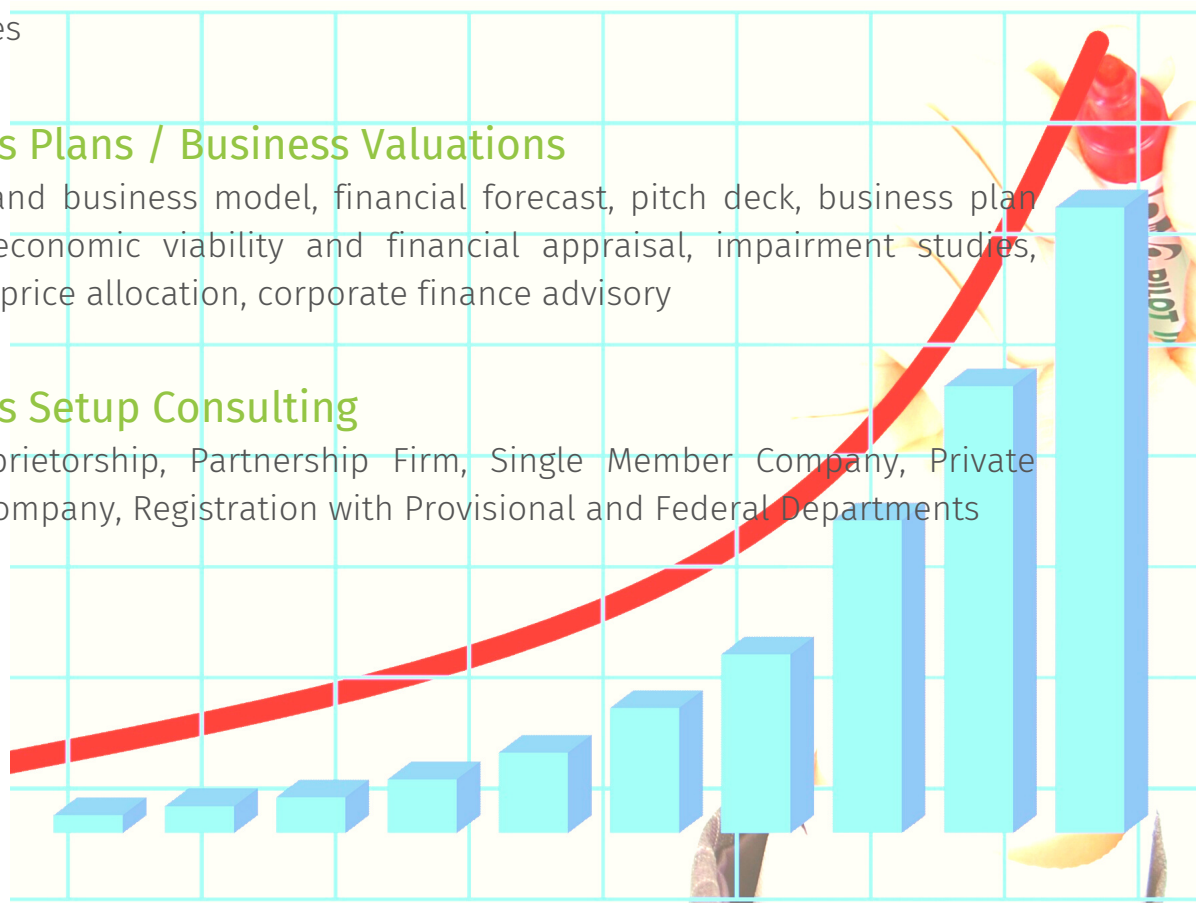 es
s Plans / Business Valuations
and business model, financial forecast, pitch deck, business plan
economic viability and financial appraisal, impairment studies,
price allocation, corporate finance advisory
s Setup Consulting
prietorship, Partnership Firm, Single Member Company, Private
ompany, Registration with Provisional and Federal Departments
PILOT